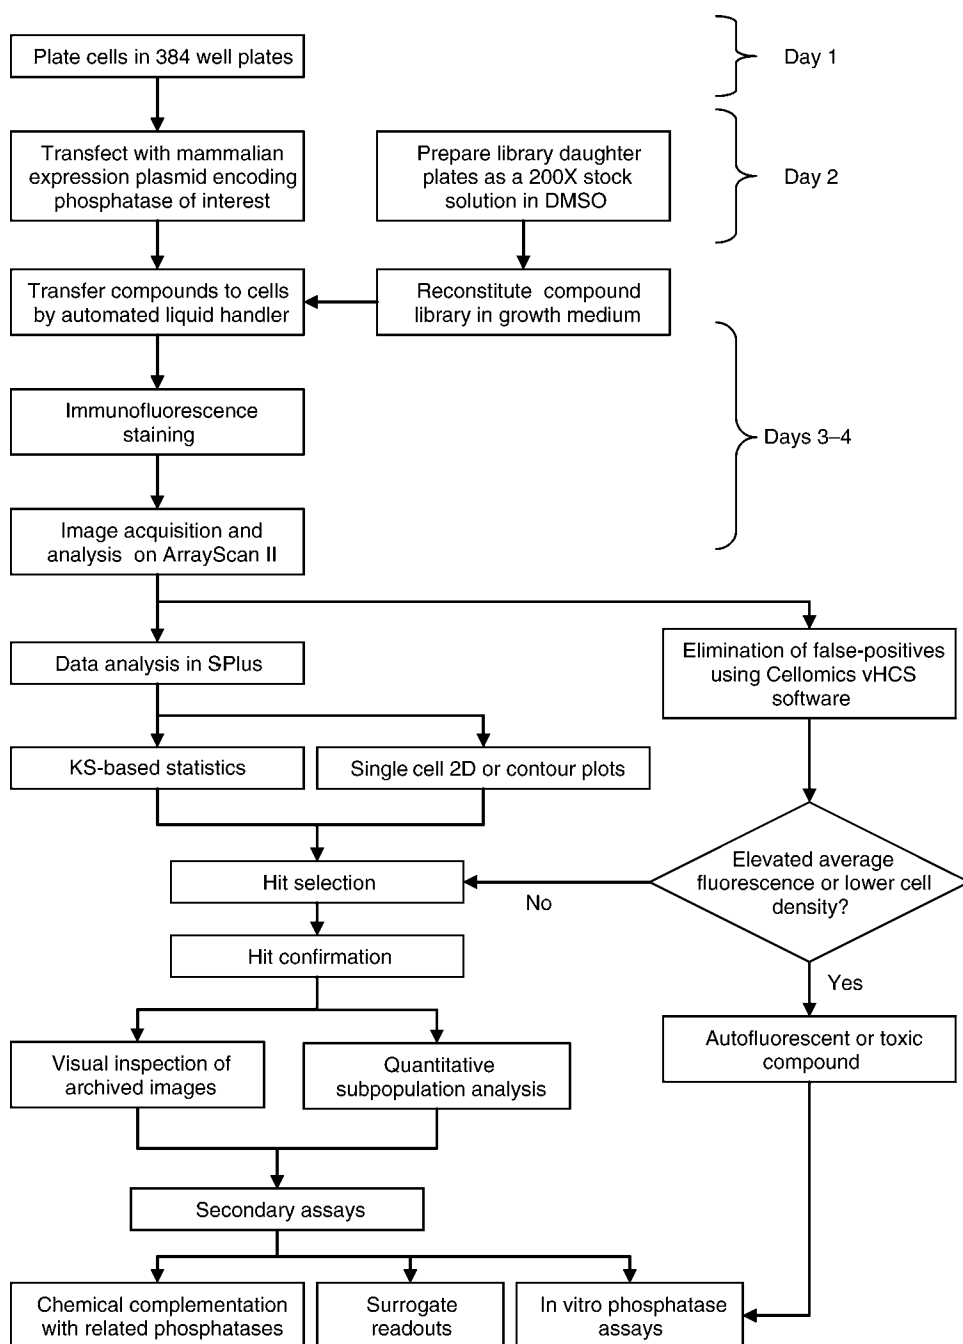 Plate cells in 384 well plates
Day 1
Transfect with mammalian
expression plasmid encoding
phosphatase of interest
Prepare library daughter
plates as a 200X stock
solution in DMSO
Day 2
Transfer compounds to cells
by automated liquid handler
Reconstitute compound
library in growth medium
Immunofluorescence
staining
Days 3–4
Image acquisition and
analysis on ArrayScan II
Data analysis in SPlus
Elimination of false-positives
using Cellomics vHCS
software
KS-based statistics
Single cell 2D or contour plots
Elevated average
fluorescence or lower cell
density?
Hit selection
No
Hit confirmation
Yes
Visual inspection of
archived images
Quantitative
subpopulation analysis
Autofluorescent or toxic
compound
Secondary assays
Chemical complementation
with related phosphatases
Surrogate
readouts
In vitro phosphatase
assays